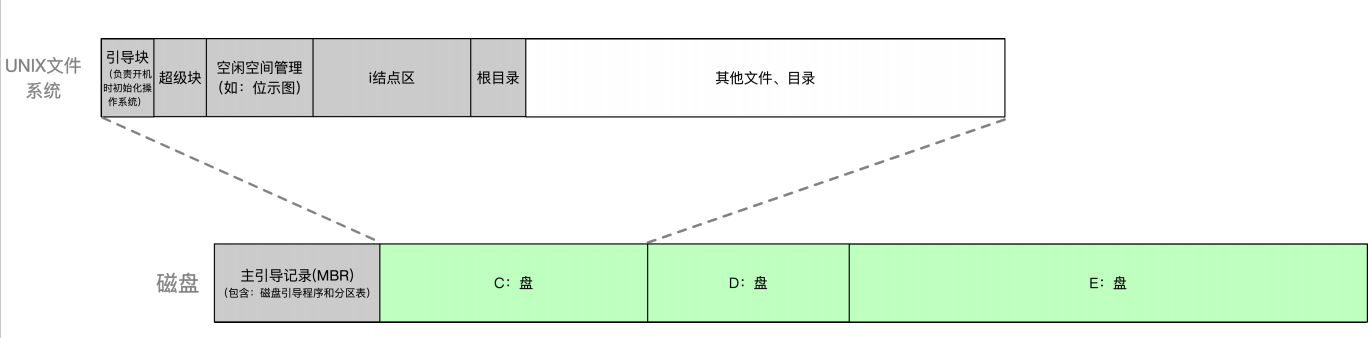 UNIX文件
系统
引导块
（负责开机
时初始化操
作系统）
超级块
空闲空间管理
（如：位示图）
i结点区
根目录
其他文件、目录
磁盘
主引导记录(MBR)
（包含：磁盘引导程序和分区表）
C：盘
D：盘
E：盘